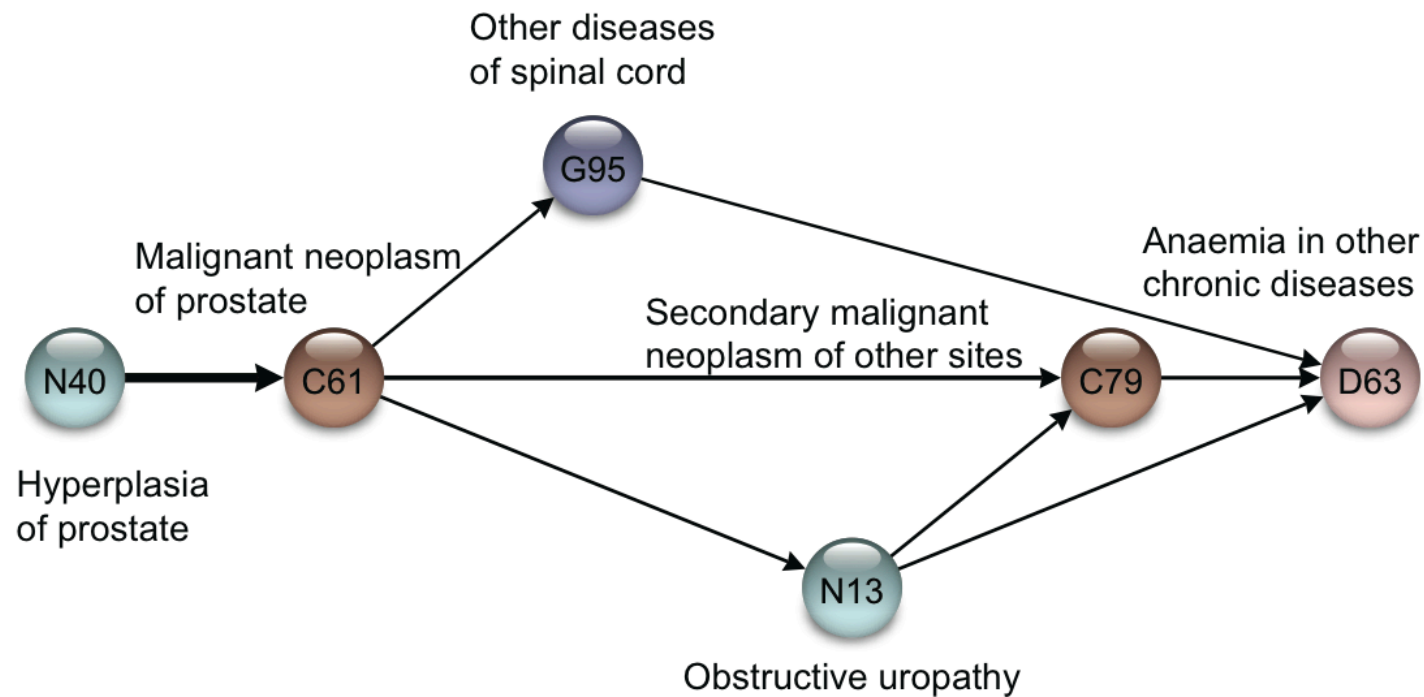 Other diseases
of spinal cord
G95
Malignant neoplasm
of prostate
Anaemia in other
chronic diseases
Secondary malignant
neoplasm of other sites
N40
C61
C79
D63
Hyperplasia
of prostate
N13
Obstructive uropathy